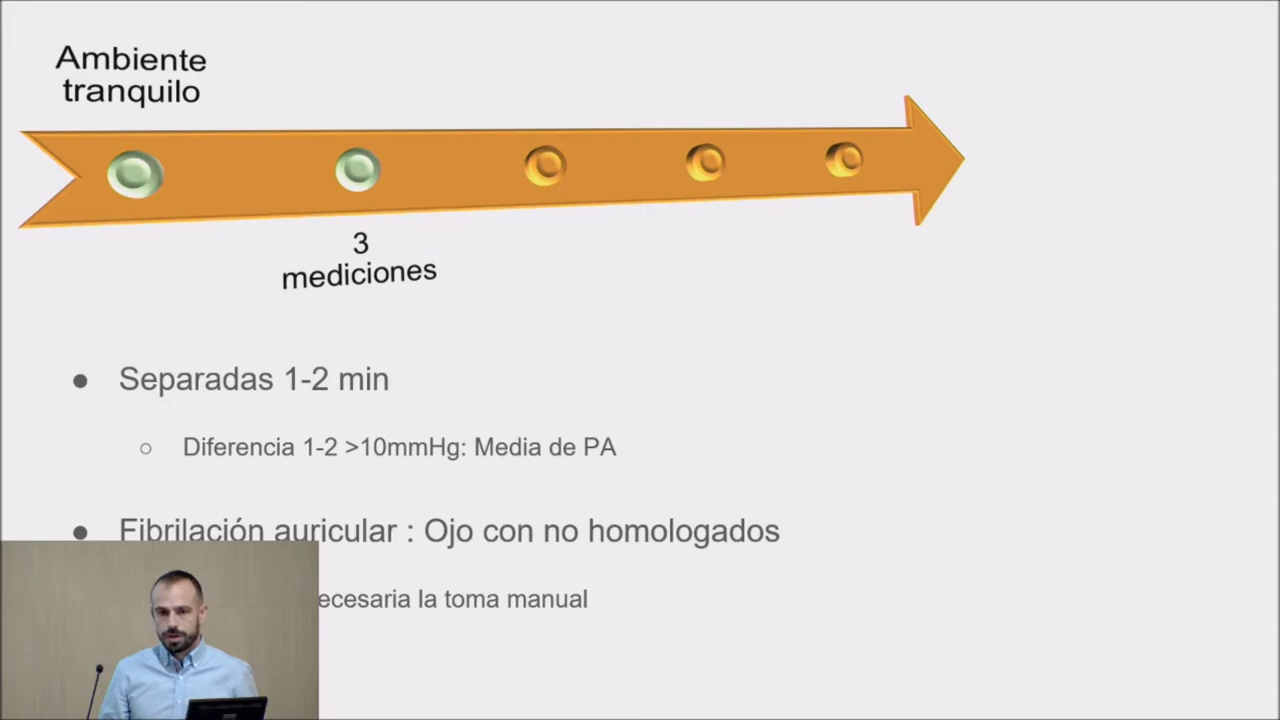 Ambiente
tranquilo
3
mediciones
● Separadas 1-2 min
○ Diferencia 1-2 >10mmHg: Media de PA
● Fibrilación auricular : Ojo con no homologados
la toma manual